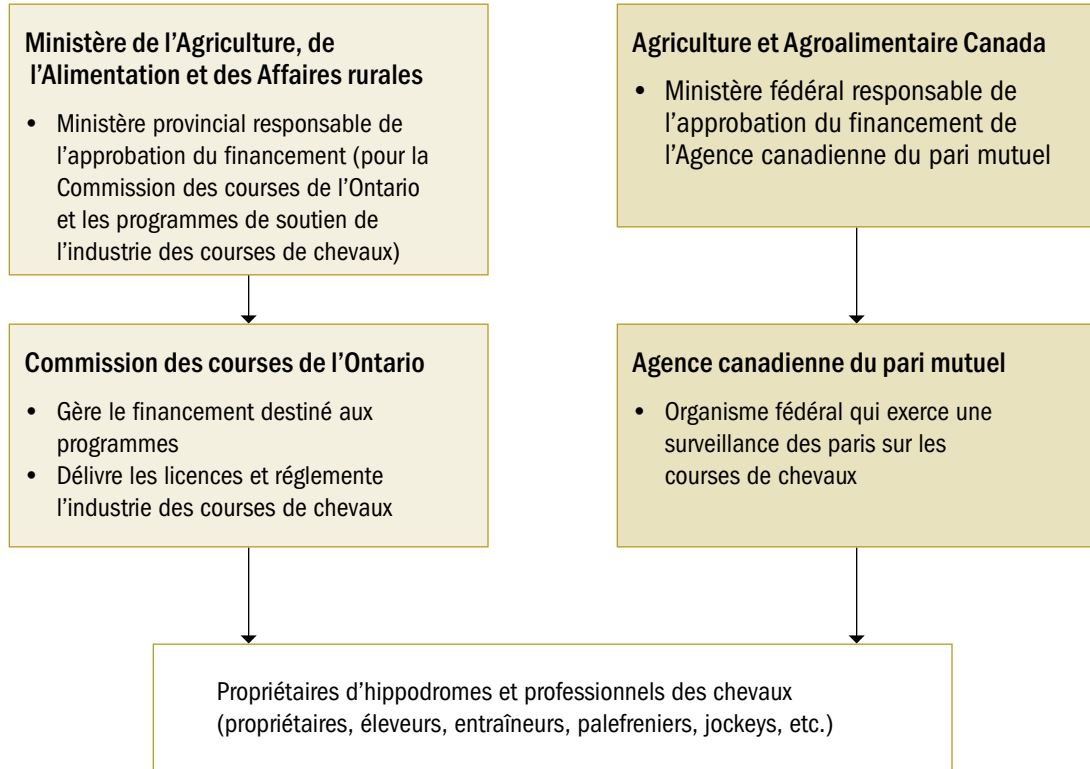 Ministère de l'Agriculture, de
l'Alimentation et des Affaires rurales
• Ministère provincial responsable de
l'approbation du financement (pour la
Commission des courses de l'Ontario
et les programmes de soutien de
l'industrie des courses de chevaux)
Agriculture et Agroalimentaire Canada
• Ministère fédéral responsable de
l'approbation du financement de
l'Agence canadienne du pari mutuel
Commission des courses de l'Ontario
• Gère le financement destiné aux
programmes
• Délivre les licences et réglemente
l'industrie des courses de chevaux
Agence canadienne du pari mutuel
• Organisme fédéral qui exerce une
surveillance des paris sur les
courses de chevaux
Propriétaires d'hippodromes et professionnels des chevaux
(propriétaires, éleveurs, entraîneurs, palefreniers, jockeys, etc.)